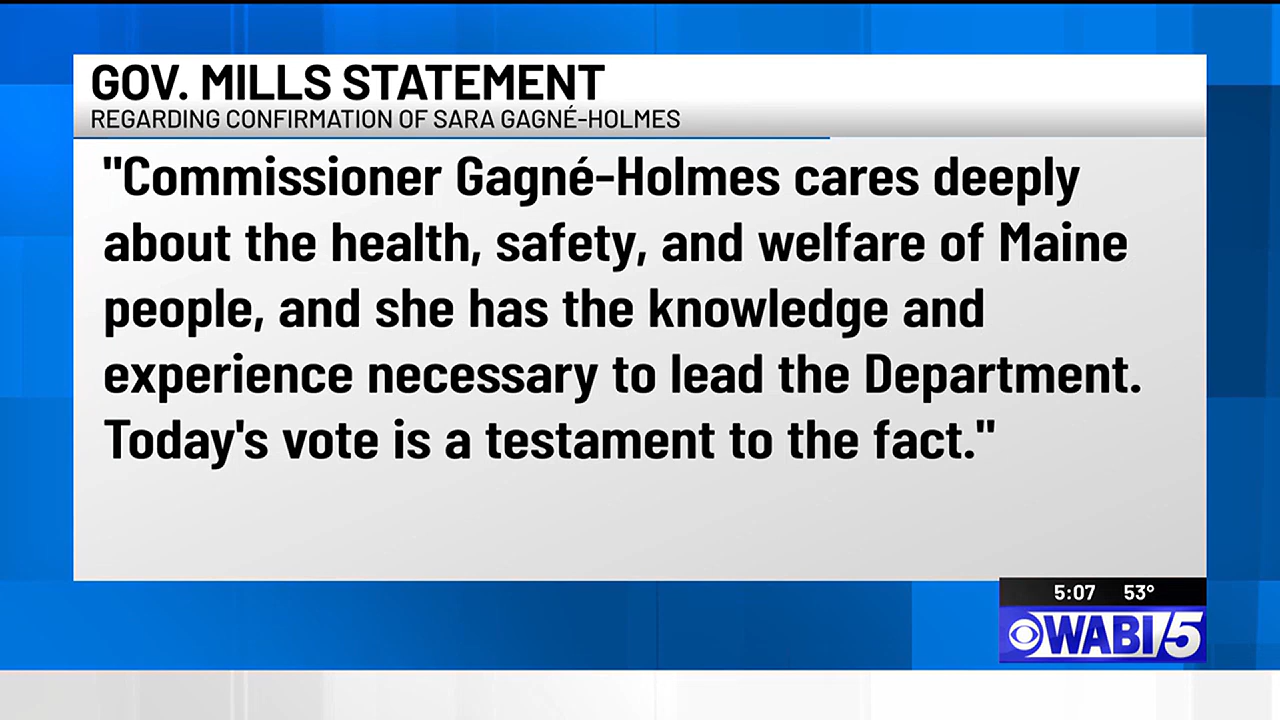 GOV. MILLS STATEMENT
REGARDING CONFIRMATION OF SARA GAGNÉ-HOLMES
"Commissioner Gagné-Holmes cares deeply
about the health, safety, and welfare of Maine
people, and she has the knowledge and
experience necessary to lead the Department.
Today's vote is a testament to the fact."
5:07 53°
WABI 5